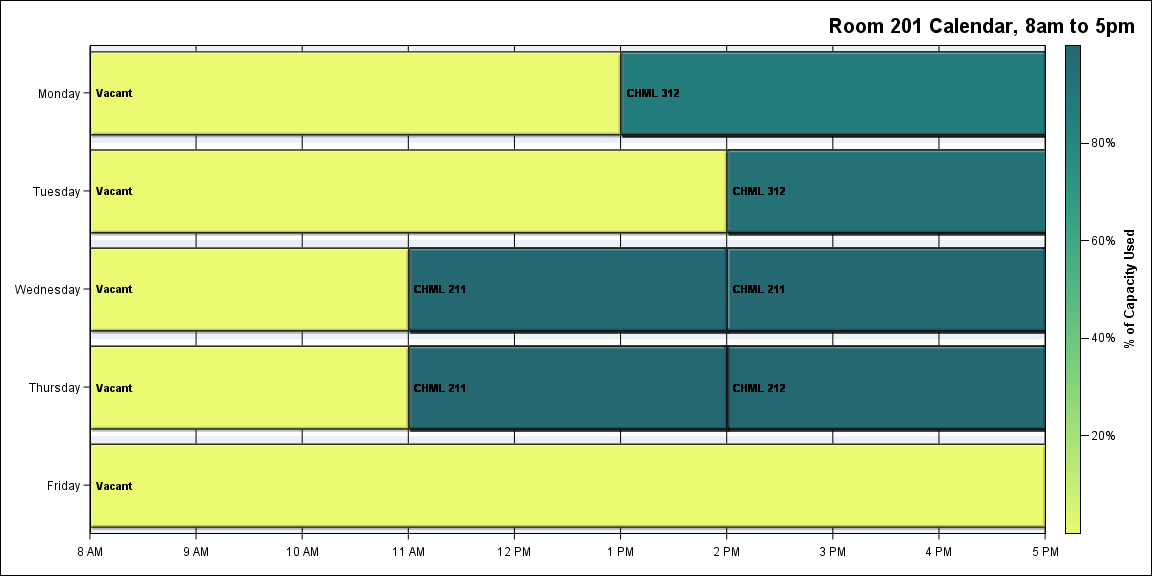 Room 201 Calendar, 8am to 5pm
Monday Vacant CHML 312
Tuesday Vacant CHML 312
Wednesday Vacant CHML 211 CHML 211
Thursday Vacant CHML 211 CHML 212
Friday Vacant
8 AM 9 AM 10 AM 11 AM 12 PM 1 PM 2 PM 3 PM 4 PM 5 PM
80%
60%
40%
20%
% of Capacity Used